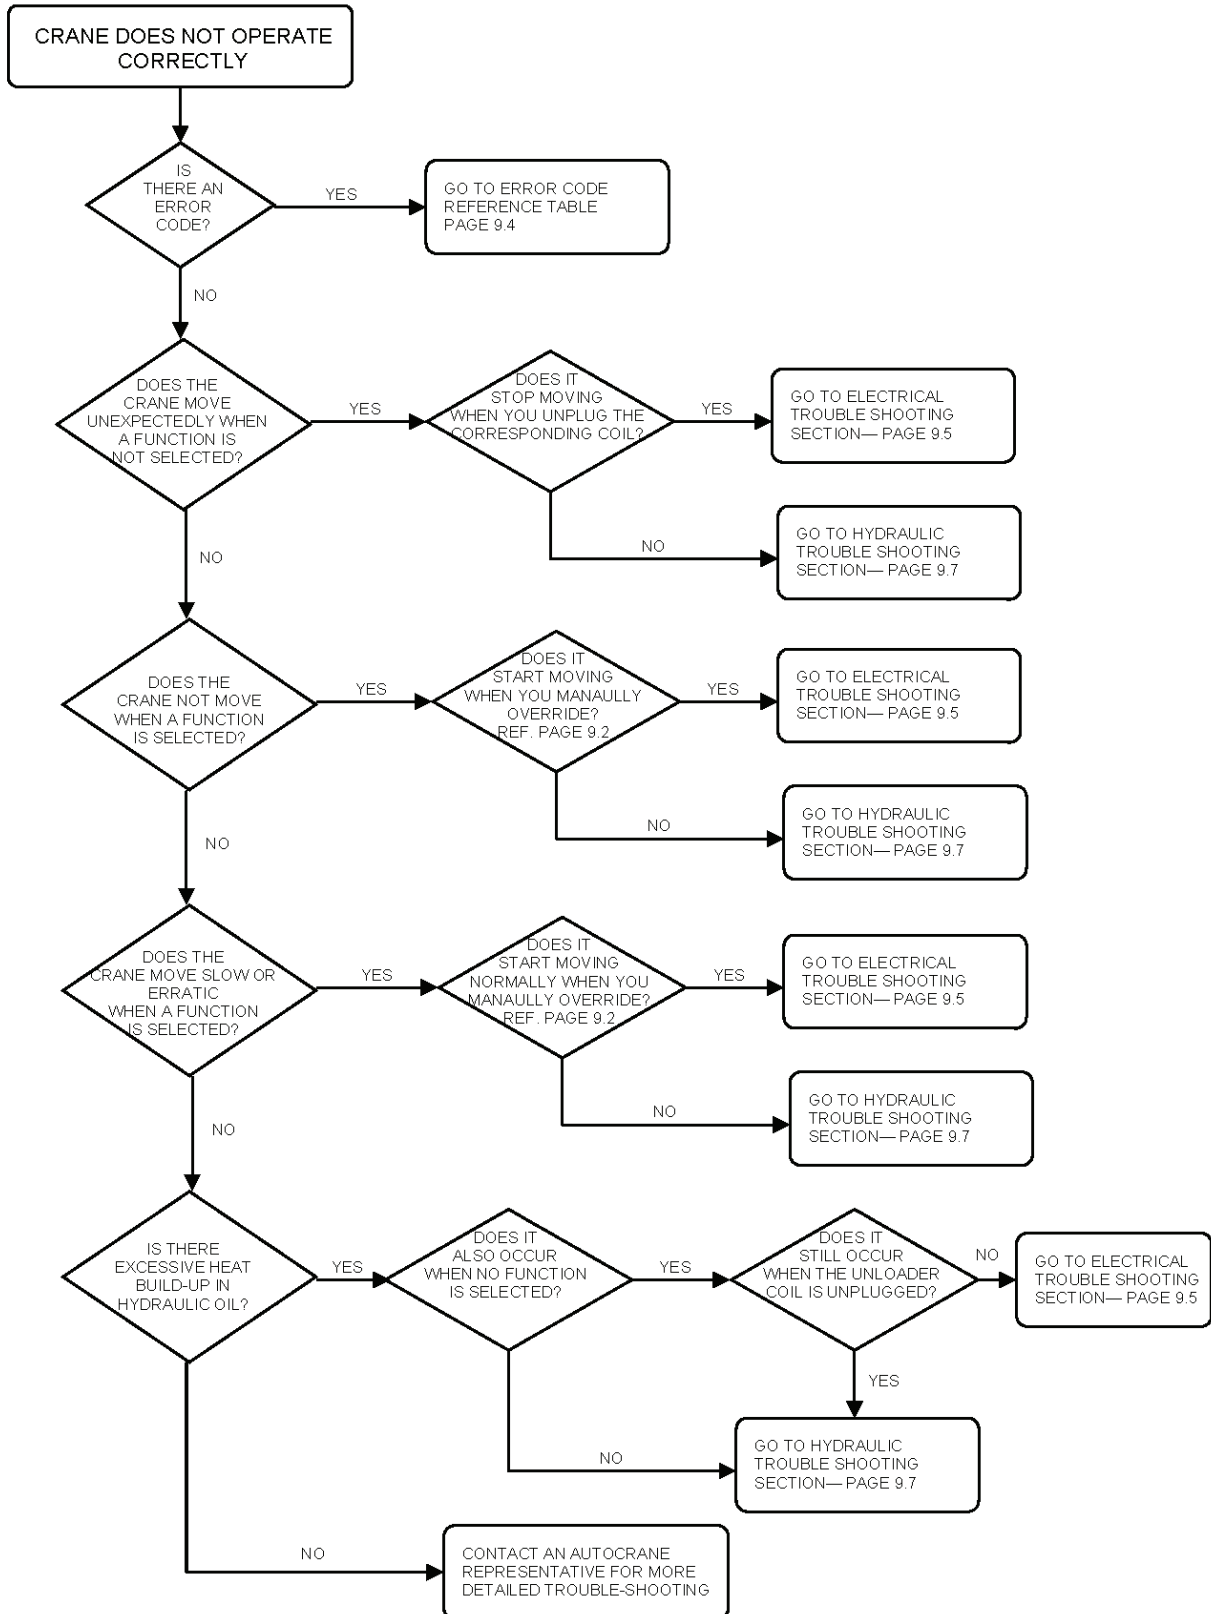 CRANE DOES NOT OPERATE
CORRECTLY
IS
THERE AN
ERROR
CODE?
YES
GO TO ERROR CODE
REFERENCE TABLE
PAGE 9.4
NO
DOES THE
CRANE MOVE
UNEXPECTEDLY WHEN
A FUNCTION IS
NOT SELECTED?
YES
DOES IT
STOP MOVING
WHEN YOU UNPLUG THE
CORRESPONDING COIL?
YES
GO TO ELECTRICAL
TROUBLE SHOOTING
SECTION— PAGE 9.5
NO
GO TO HYDRAULIC
TROUBLE SHOOTING
SECTION— PAGE 9.7
NO
DOES THE
CRANE NOT MOVE
WHEN A FUNCTION
IS SELECTED?
YES
DOES IT
START MOVING
WHEN YOU MANAULLY
OVERRIDE?
REF. PAGE 9.2
YES
GO TO ELECTRICAL
TROUBLE SHOOTING
SECTION— PAGE 9.5
NO
GO TO HYDRAULIC
TROUBLE SHOOTING
SECTION— PAGE 9.7
NO
DOES THE
CRANE MOVE SLOW OR
ERRATIC
WHEN A FUNCTION
IS SELECTED?
YES
DOES IT
START MOVING
NORMALLY WHEN YOU
MANAULLY OVERRIDE?
REF. PAGE 9.2
YES
GO TO ELECTRICAL
TROUBLE SHOOTING
SECTION— PAGE 9.5
NO
GO TO HYDRAULIC
TROUBLE SHOOTING
SECTION— PAGE 9.7
NO
IS THERE
EXCESSIVE HEAT
BUILD-UP IN
HYDRAULIC OIL?
YES
DOES IT
ALSO OCCUR
WHEN NO FUNCTION
IS SELECTED?
YES
DOES IT
STILL OCCUR
WHEN THE UNLOADER
COIL IS UNPLUGGED?
NO
GO TO ELECTRICAL
TROUBLE SHOOTING
SECTION— PAGE 9.5
YES
NO
GO TO HYDRAULIC
TROUBLE SHOOTING
SECTION— PAGE 9.7
NO
CONTACT AN AUTOCRANE
REPRESENTATIVE FOR MORE
DETAILED TROUBLE-SHOOTING